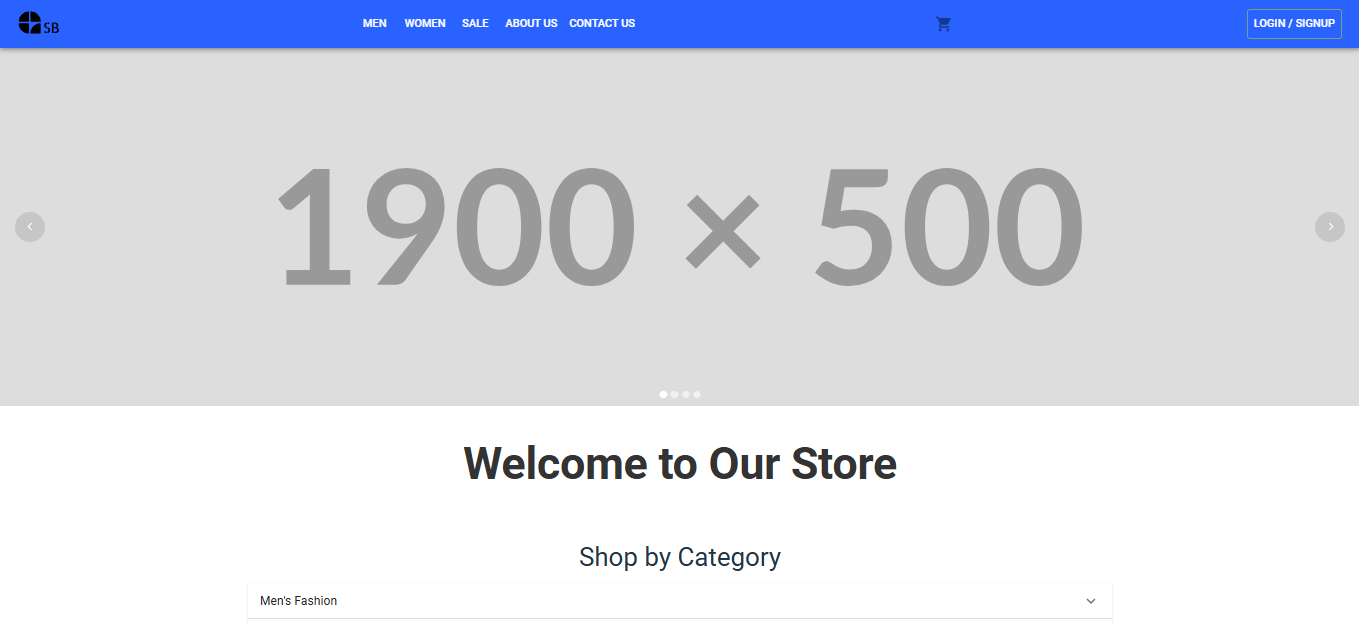 SB
MEN WOMEN SALE ABOUT US CONTACT US
LOGIN / SIGNUP
1900 × 500
Welcome to Our Store
Shop by Category
Men's Fashion